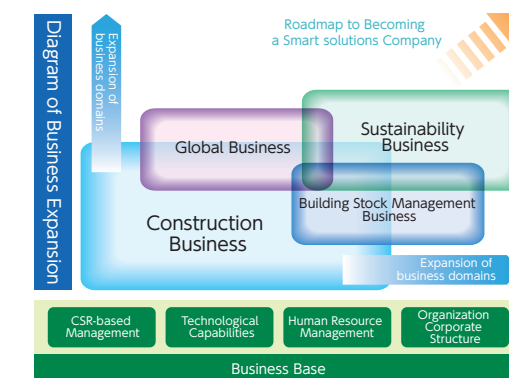 Diagram of Business Expansion
Expansion of
business domains
Roadmap to Becoming
a Smart solutions Company
Global Business
Sustainability
Business
Building Stock Management
Business
Construction
Business
Expansion of
business domains
CSR-based
Management
Technological
Capabilities
Human Resource
Management
Organization
Corporate
Structure
Business Base